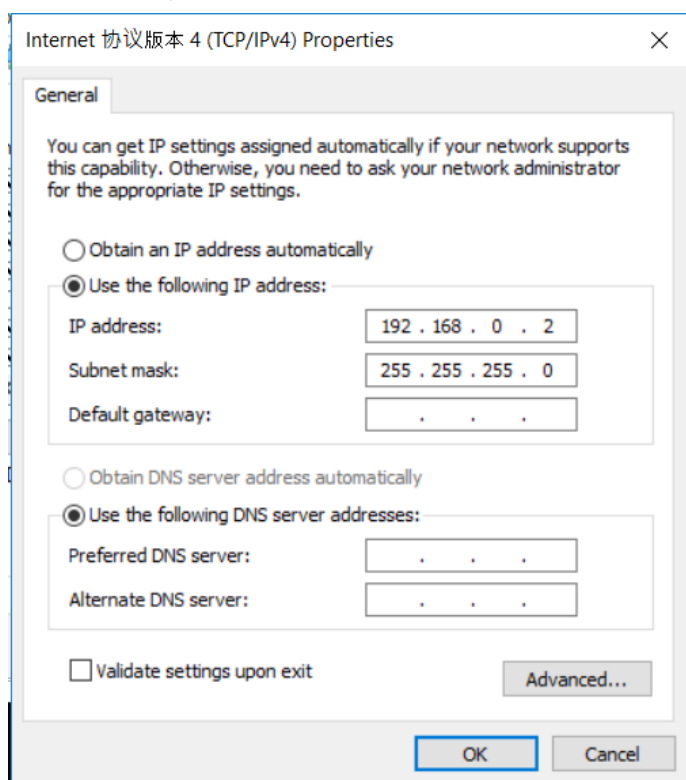 Internet 协议版本 4 (TCP/IPv4) Properties
General
You can get IP settings assigned automatically if your network supports
this capability. Otherwise, you need to ask your network administrator
for the appropriate IP settings.
Obtain an IP address automatically
Use the following IP address:
IP address: 192 . 168 . 0 . 2
Subnet mask: 255 . 255 . 255 . 0
Default gateway: . . .
Obtain DNS server address automatically
Use the following DNS server addresses:
Preferred DNS server: . . .
Alternate DNS server: . . .
Validate settings upon exit
Advanced...
OK Cancel